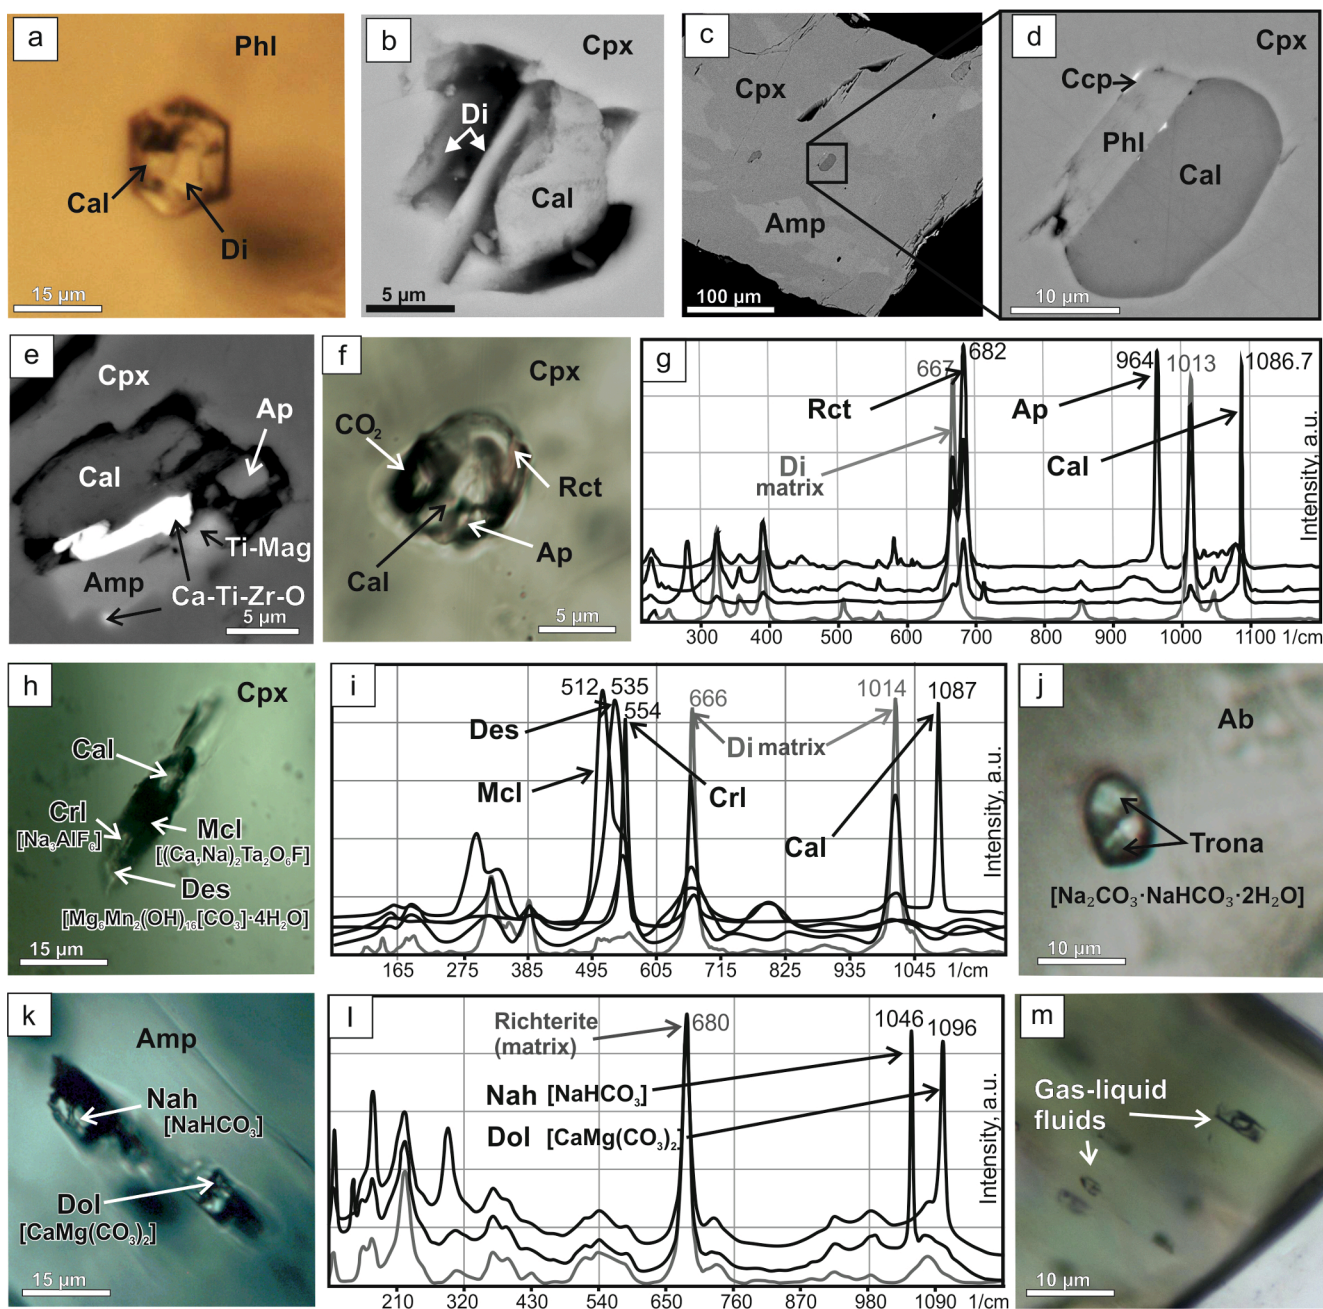 a
Phl
Cal
Di
15 µm
b
Cpx
Di
Cal
5 µm
c
Cpx
Amp
100 µm
d
Cpx
Ccp
Phl
Cal
10 µm
e
Cpx
Ap
Cal
Ti-Mag
Amp
Ca-Ti-Zr-O
5 µm
f
Cpx
CO₂
Rct
Ap
Cal
5 µm
g
667
682
964
1013
1086.7
Rct
Ap
Di
matrix
Cal
Intensity, a.u.
300 400 500 600 700 800 900 1000 1100 1/cm
h
Cpx
Cal
Crl
[Na₃AlF₆]
Mcl
[(Ca,Na)₂Ta₂O₆F]
Des
[Mg₆Mn₂(OH)₁₆[CO₃]·4H₂O]
15 µm
i
512 535
554
666
1014
1087
Des
Di matrix
Mcl
Crl
Cal
Intensity, a.u.
165 275 385 495 605 715 825 935 1045 1/cm
j
Ab
Trona
[Na₂CO₃·NaHCO₃·2H₂O]
10 µm
k
Amp
Nah
[NaHCO₃]
Dol
[CaMg(CO₃)₂]
15 µm
l
Richterite
(matrix)
680
1046
1096
Nah [NaHCO₃]
Dol [CaMg(CO₃)₂]
Intensity, a.u.
210 320 430 540 650 760 870 980 1090 1/cm
m
Gas-liquid
fluids
10 µm